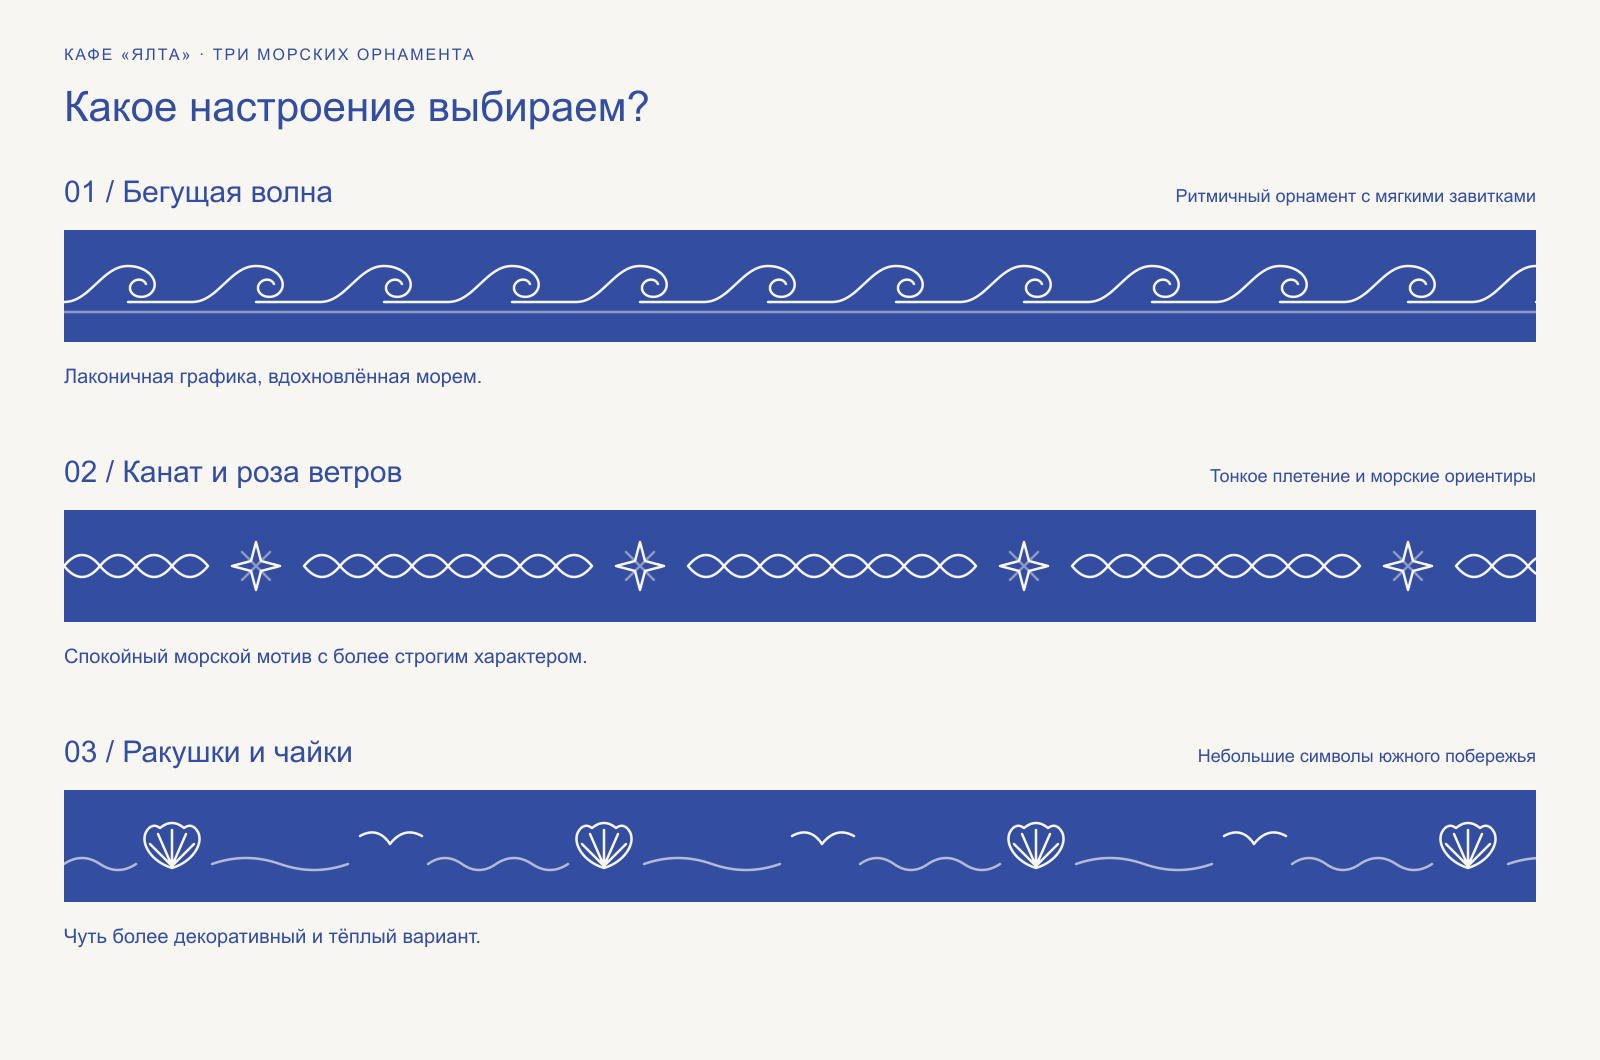 КАФЕ «ЯЛТА» · ТРИ МОРСКИХ ОРНАМЕНТА
Какое настроение выбираем?
01 / Бегущая волна
Ритмичный орнамент с мягкими завитками
Лаконичная графика, вдохновлённая морем.
02 / Канат и роза ветров
Тонкое плетение и морские ориентиры
Спокойный морской мотив с более строгим характером.
03 / Ракушки и чайки
Небольшие символы южного побережья
Чуть более декоративный и тёплый вариант.